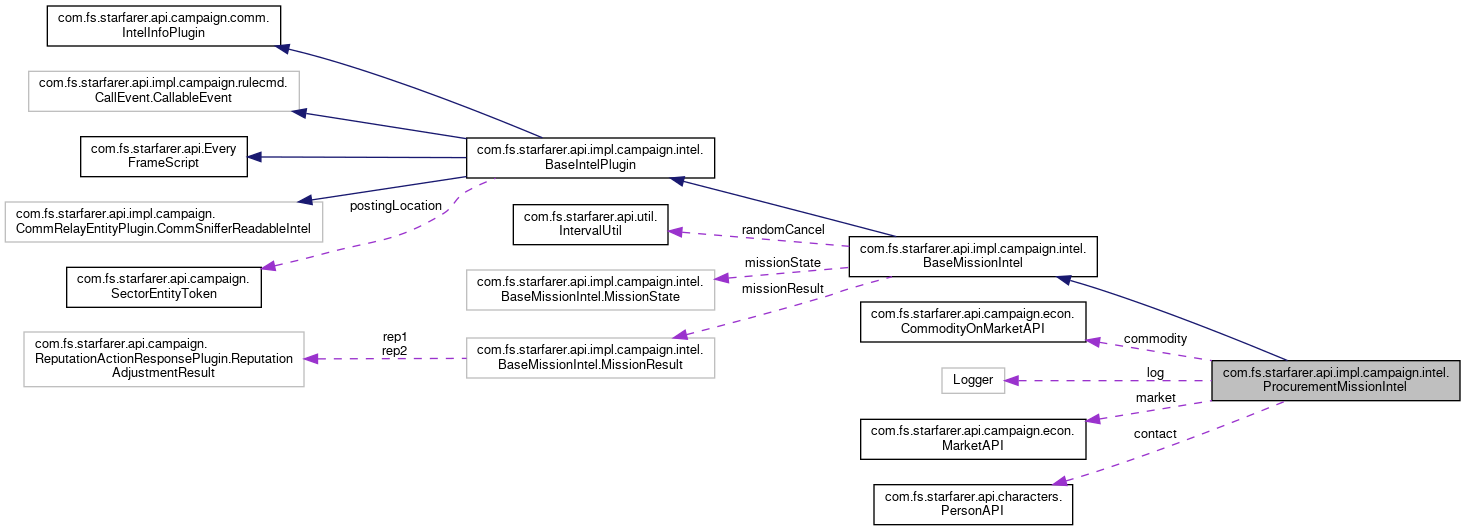 com.fs.starfarer.api.campaign.comm.
IntelInfoPlugin
com.fs.starfarer.api.impl.campaign.rulecmd.
CallEvent.CallableEvent
com.fs.starfarer.api.Every
FrameScript
com.fs.starfarer.api.impl.campaign.
CommRelayEntityPlugin.CommSnifferReadableIntel
com.fs.starfarer.api.campaign.
SectorEntityToken
com.fs.starfarer.api.campaign.
ReputationActionResponsePlugin.Reputation
AdjustmentResult
postingLocation
rep1
rep2
com.fs.starfarer.api.impl.campaign.intel.
BaseIntelPlugin
com.fs.starfarer.api.util.
IntervalUtil
com.fs.starfarer.api.impl.campaign.intel.
BaseMissionIntel.MissionState
com.fs.starfarer.api.impl.campaign.intel.
BaseMissionIntel.MissionResult
randomCancel
missionState
missionResult
com.fs.starfarer.api.impl.campaign.intel.
BaseMissionIntel
com.fs.starfarer.api.campaign.econ.
CommodityOnMarketAPI
Logger
com.fs.starfarer.api.campaign.econ.
MarketAPI
com.fs.starfarer.api.characters.
PersonAPI
commodity
log
market
contact
com.fs.starfarer.api.impl.campaign.intel.
ProcurementMissionIntel